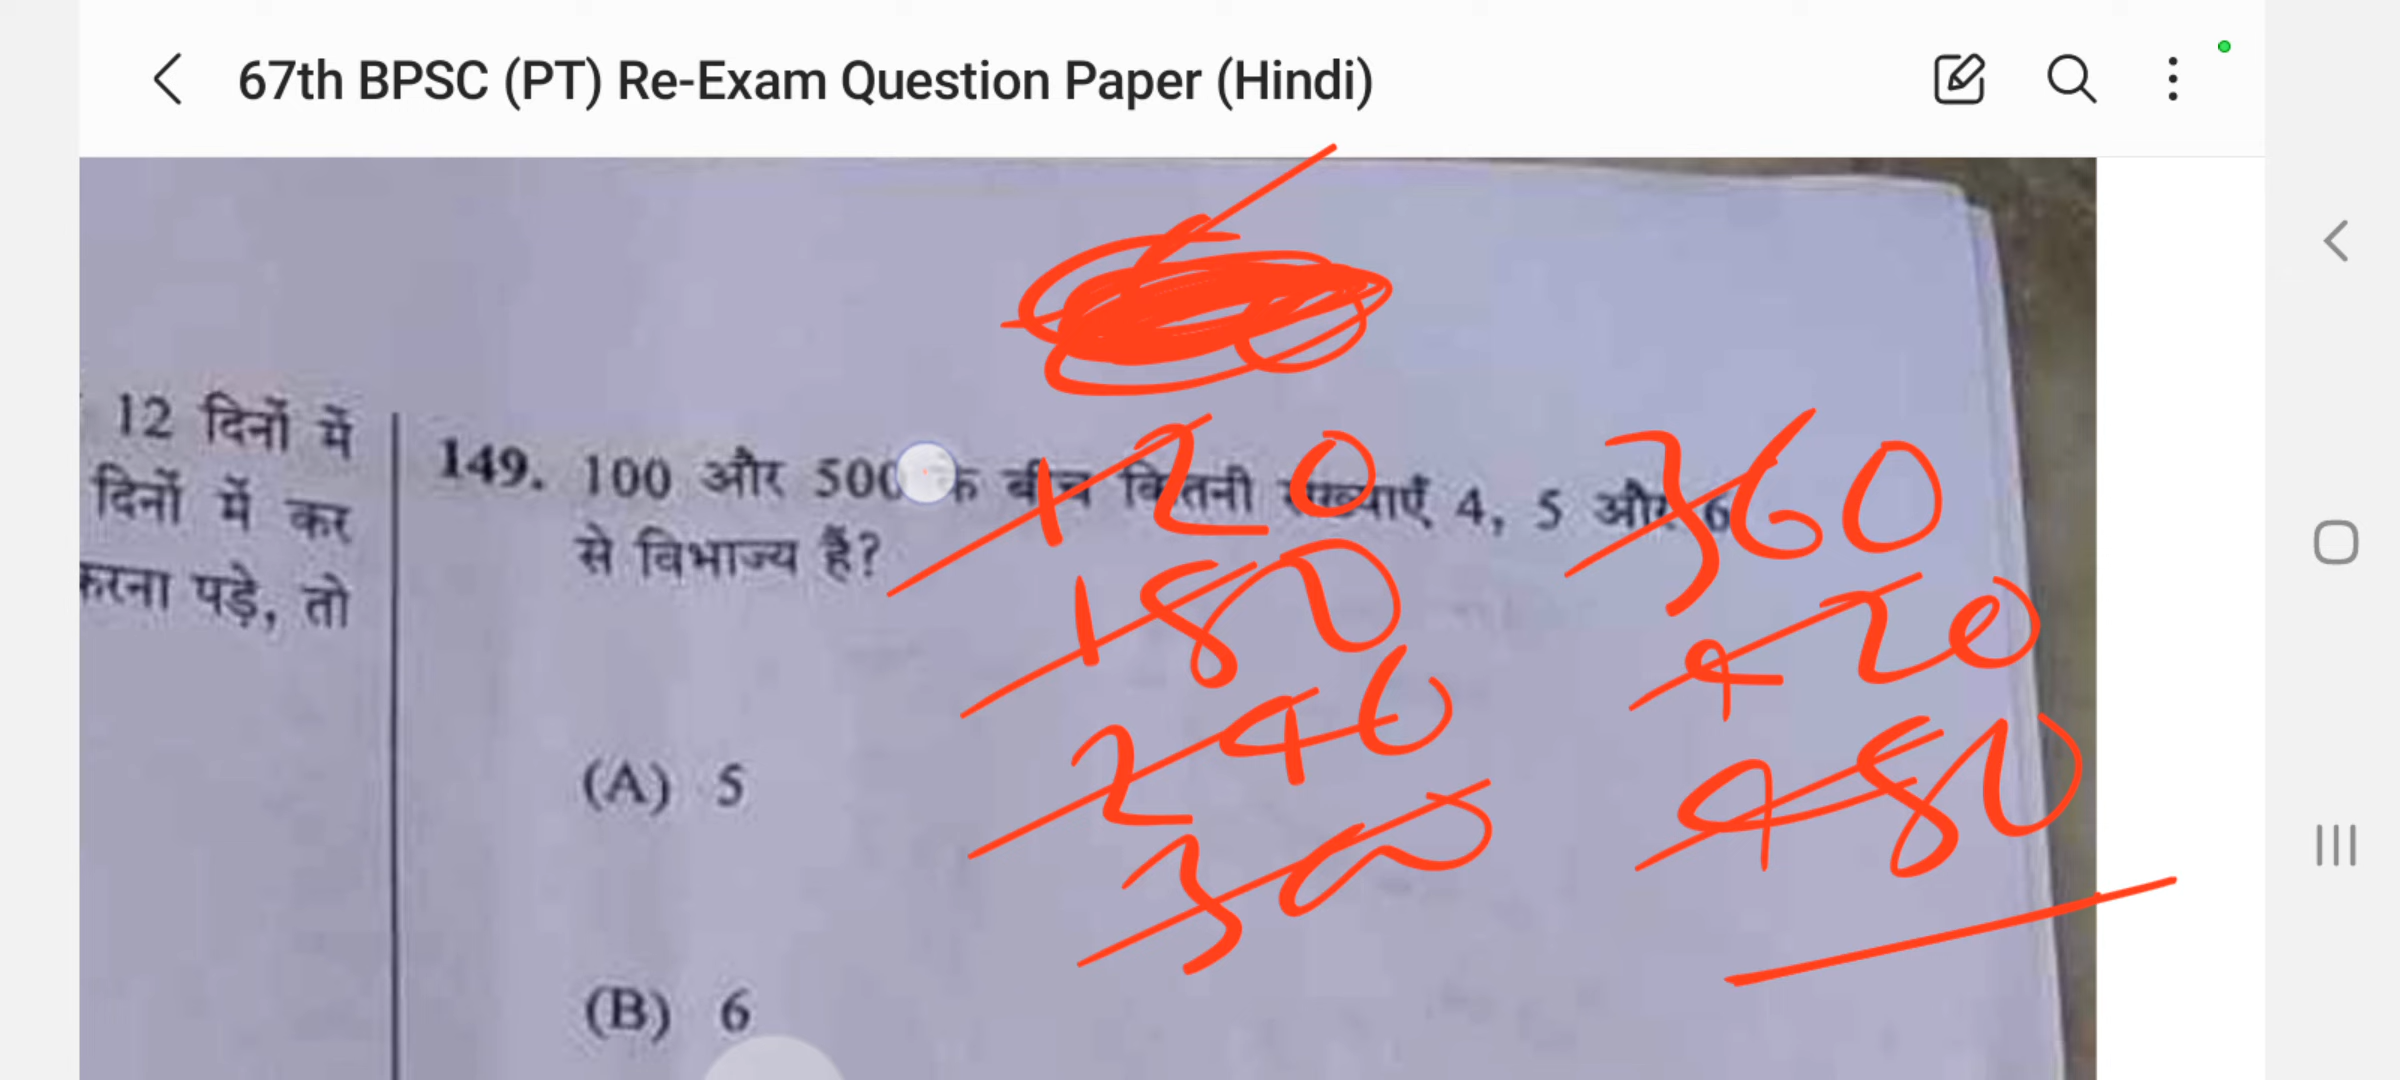 67th BPSC (PT) Re-Exam Question Paper (Hindi)
12 दिनों में
दिनों में कर
करना पड़े, तो
149. 100 और 500 के बीच कितनी संख्याएँ 4, 5 और 6
से विभाज्य हैं?
(A) 5
(B) 6
120
180
240
300
360
420
480